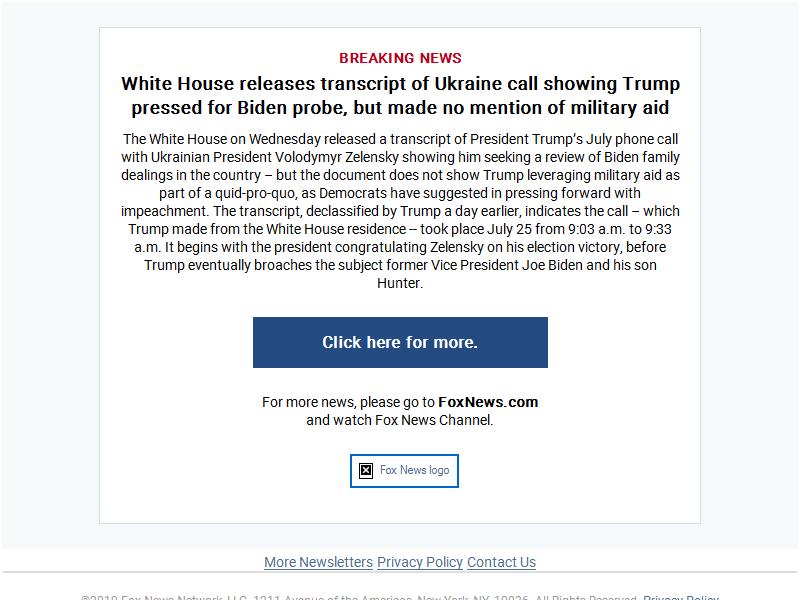 BREAKING NEWS
White House releases transcript of Ukraine call showing Trump
pressed for Biden probe, but made no mention of military aid
The White House on Wednesday released a transcript of President Trump’s July phone call
with Ukrainian President Volodymyr Zelensky showing him seeking a review of Biden family
dealings in the country – but the document does not show Trump leveraging military aid as
part of a quid-pro-quo, as Democrats have suggested in pressing forward with
impeachment. The transcript, declassified by Trump a day earlier, indicates the call – which
Trump made from the White House residence -- took place July 25 from 9:03 a.m. to 9:33
a.m. It begins with the president congratulating Zelensky on his election victory, before
Trump eventually broaches the subject former Vice President Joe Biden and his son
Hunter.
Click here for more.
For more news, please go to FoxNews.com
and watch Fox News Channel.
Fox News logo
More Newsletters Privacy Policy Contact Us
©2019 Fox News Network, LLC. 1211 Avenue of the Americas, New York, NY, 10036. All Rights Reserved. Privacy Policy